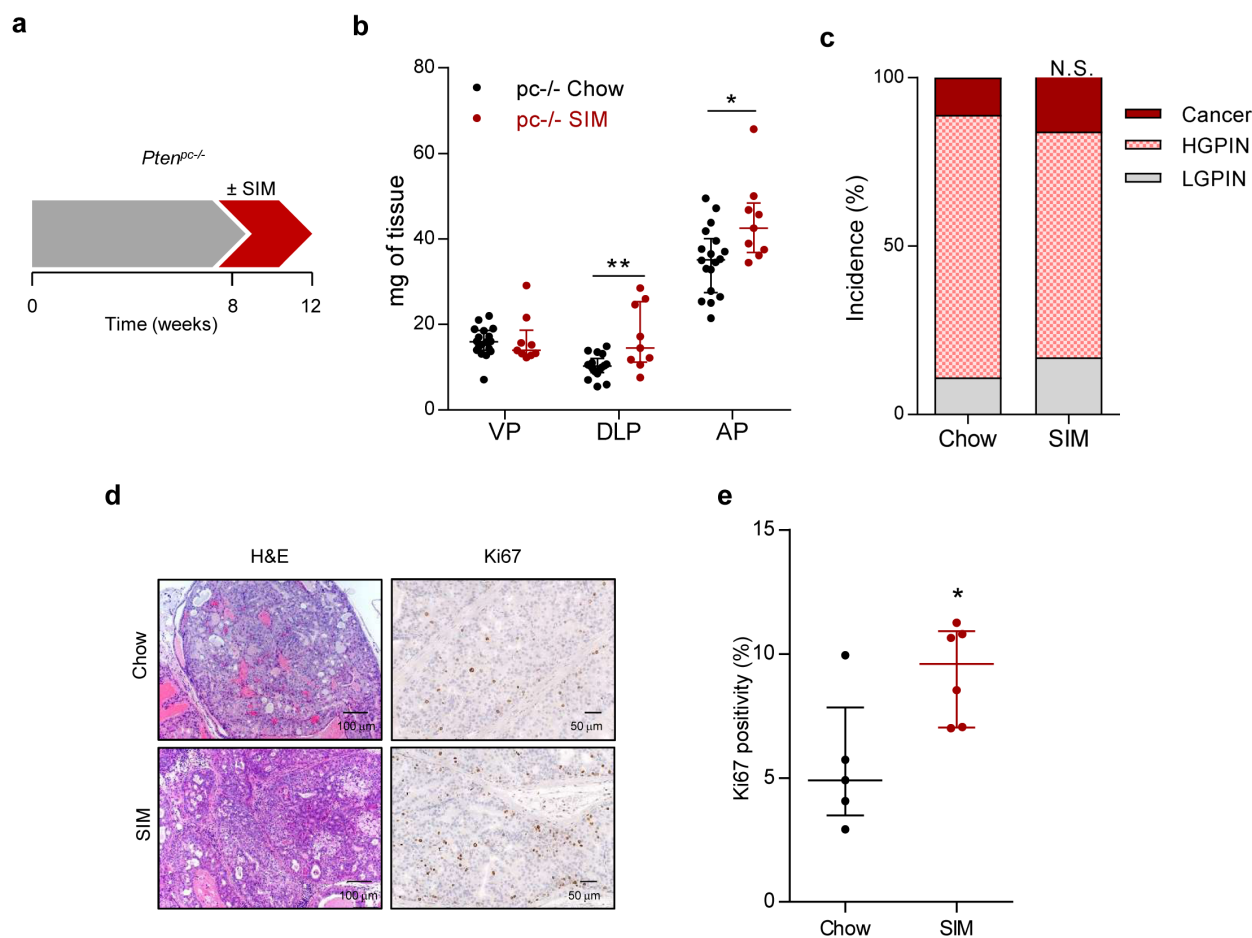 a
Pten^pc-/-
± SIM
0
8
12
Time (weeks)
b
mg of tissue
80
60
40
20
0
pc-/- Chow
pc-/- SIM
**
*
VP
DLP
AP
c
Incidence (%)
100
50
0
N.S.
Chow
SIM
Cancer
HGPIN
LGPIN
d
H&E
Ki67
Chow
100 µm
50 µm
SIM
100 µm
50 µm
e
Ki67 positivity (%)
15
10
5
0
*
Chow
SIM